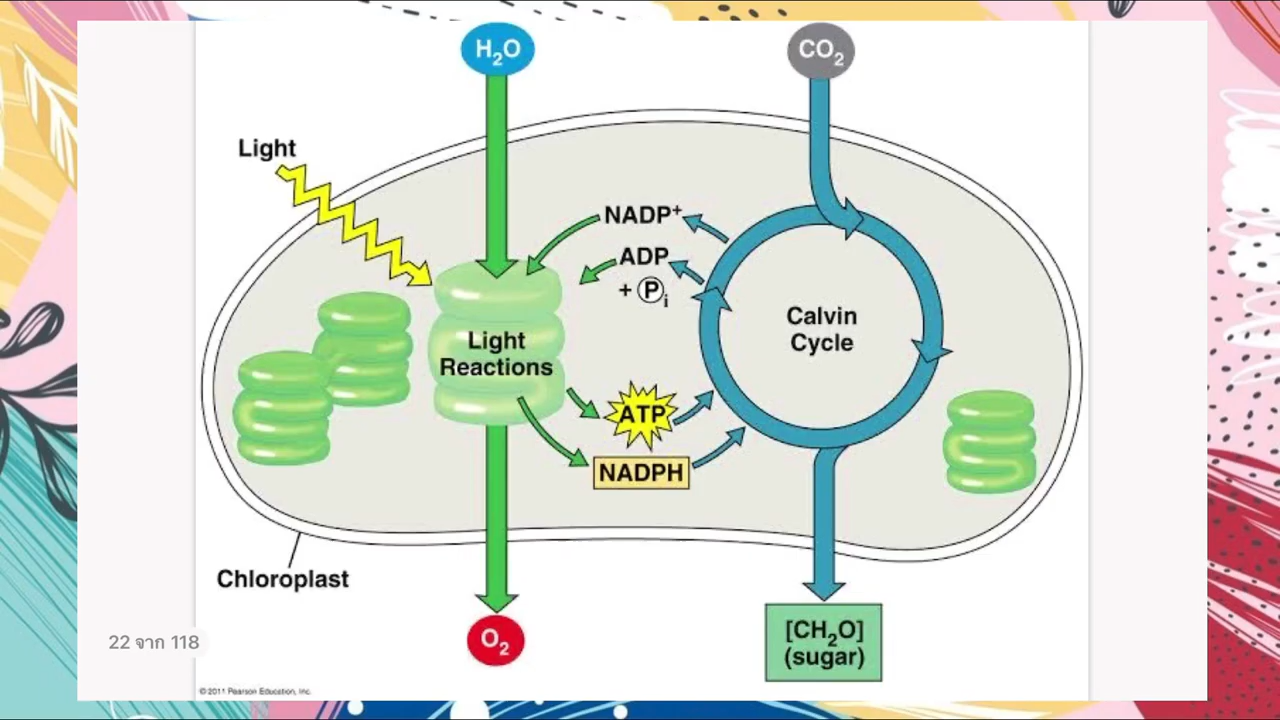 H₂O
CO₂
Light
NADP⁺
ADP
+ Pᵢ
Light
Reactions
Calvin
Cycle
ATP
NADPH
Chloroplast
O₂
[CH₂O]
(sugar)
22 จาก 118
©2011 Pearson Education, Inc.